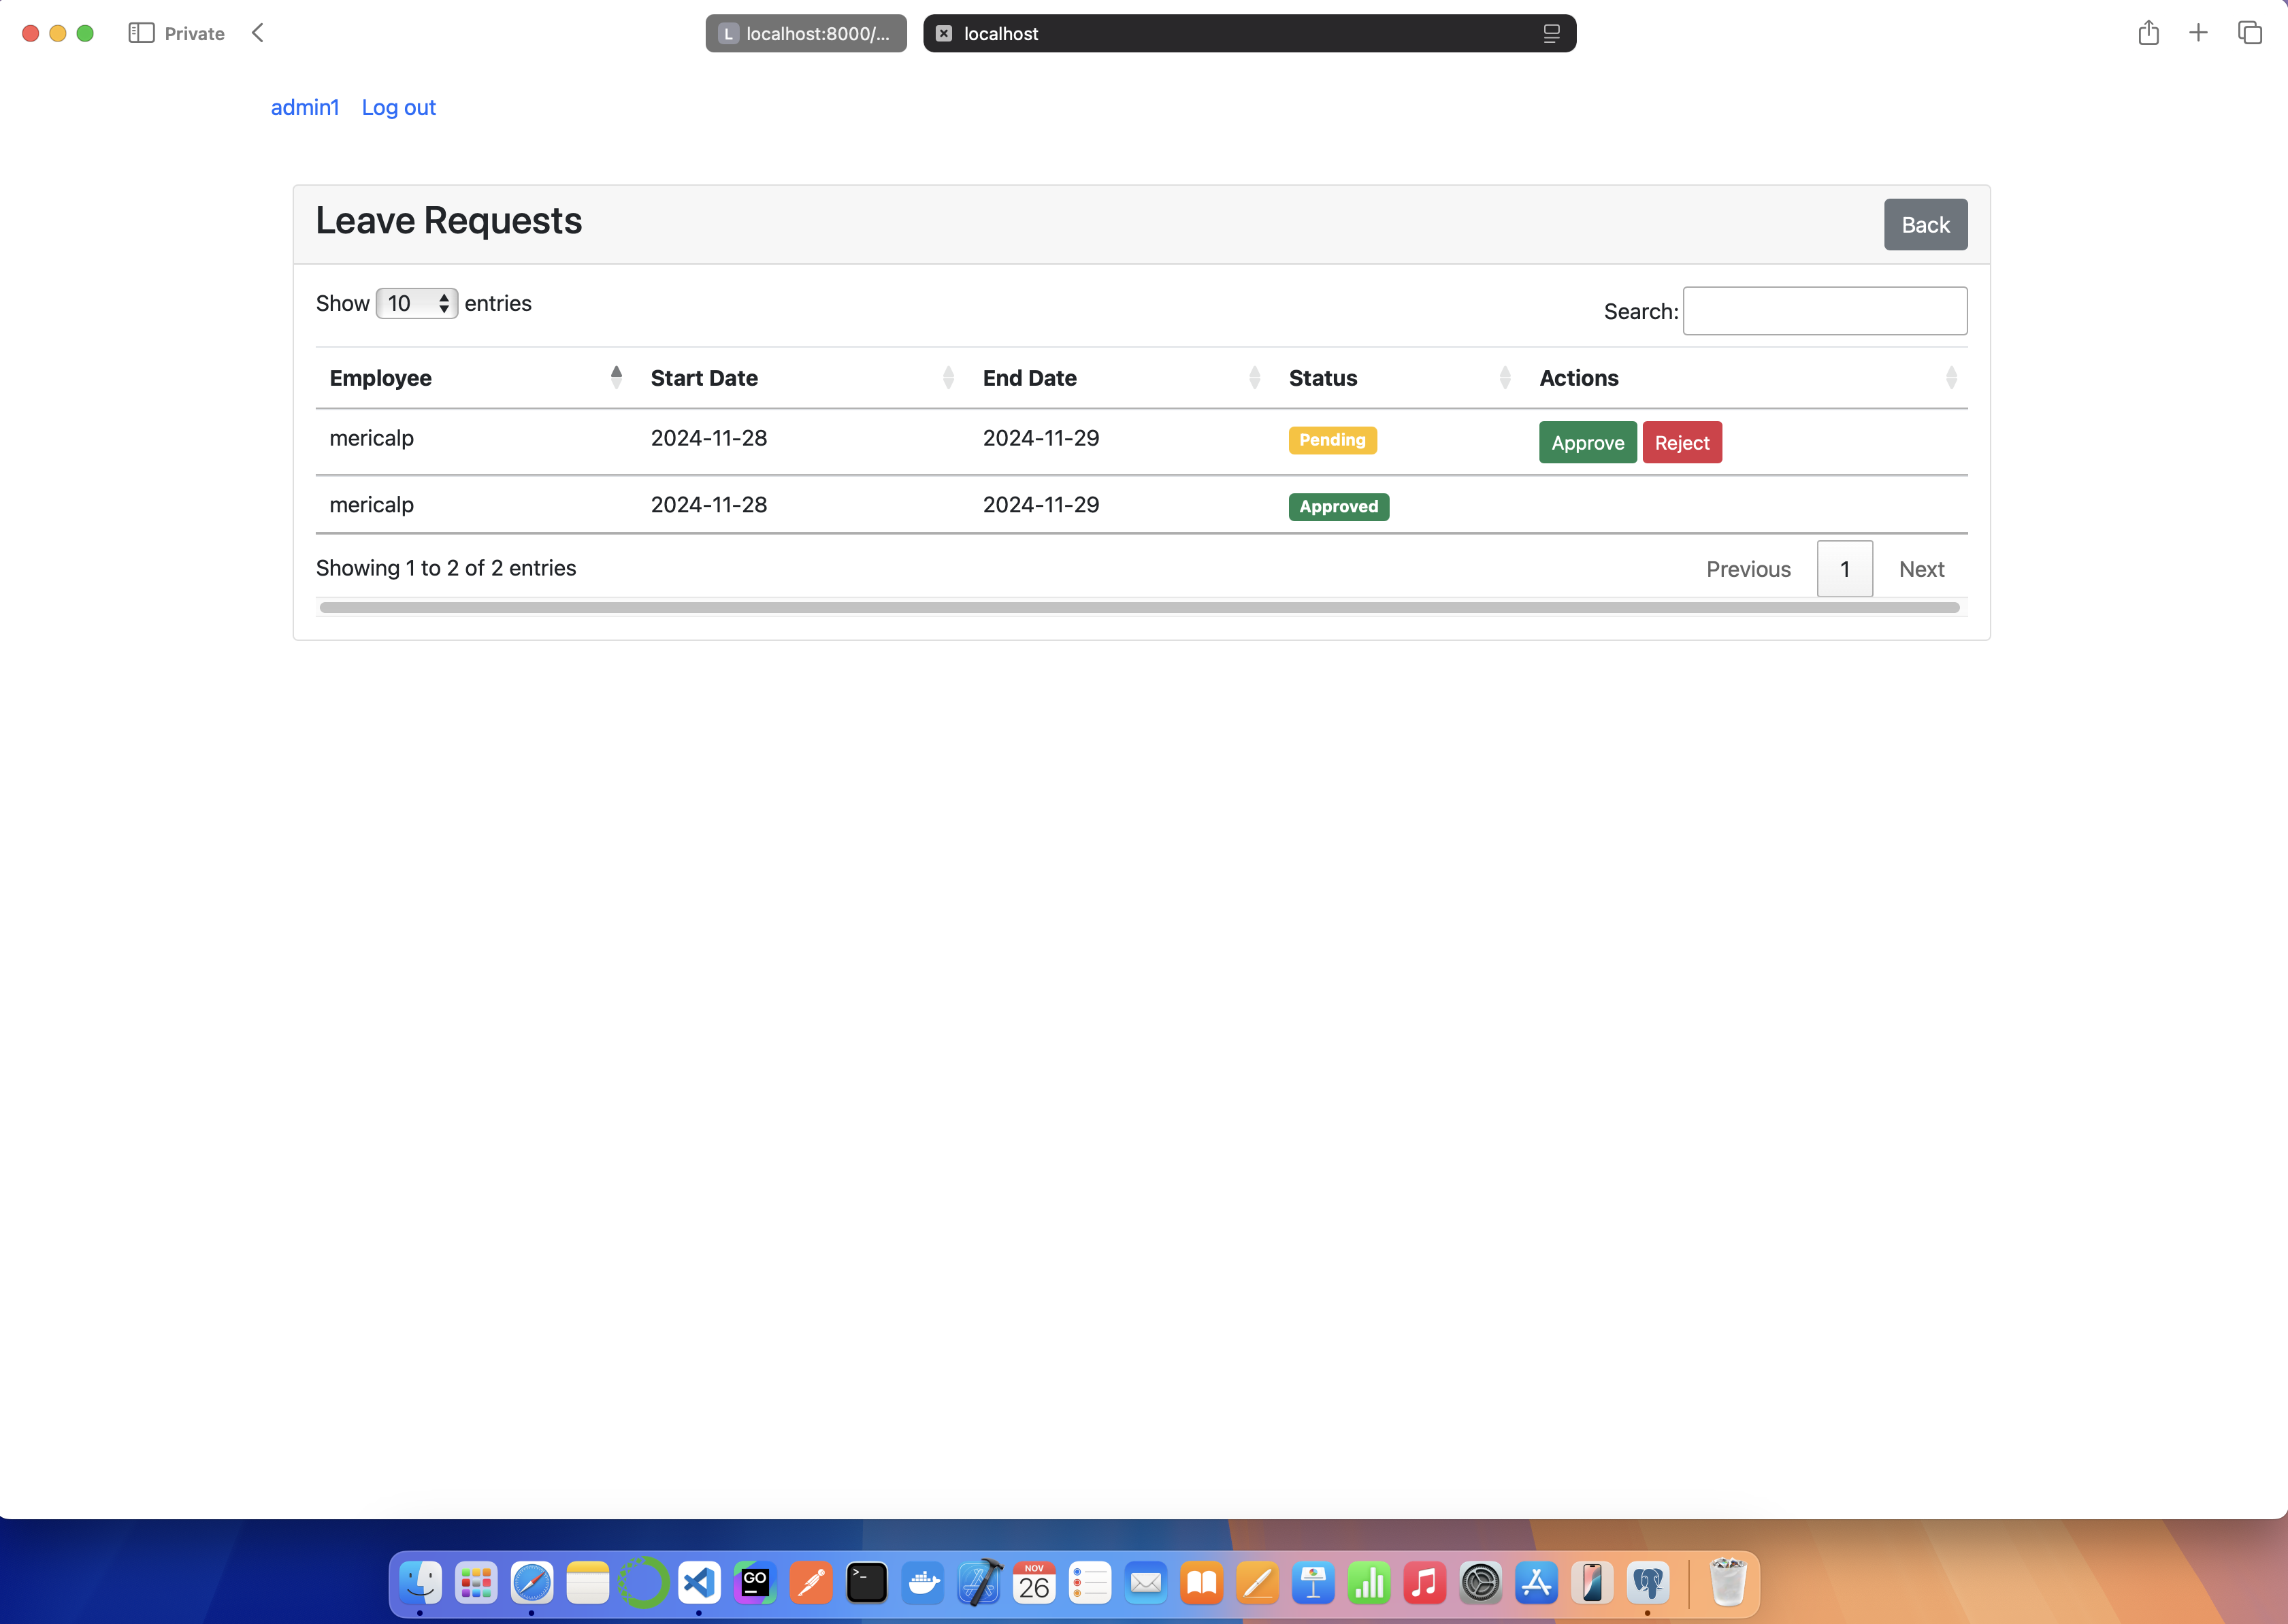 Private
L localhost:8000/...
localhost
admin1 Log out
Leave Requests
Back
Show 10 entries
Search:
Employee Start Date End Date Status Actions
mericalp 2024-11-28 2024-11-29 Pending Approve Reject
mericalp 2024-11-28 2024-11-29 Approved
Showing 1 to 2 of 2 entries
Previous 1 Next
GO
>_
NOV
26